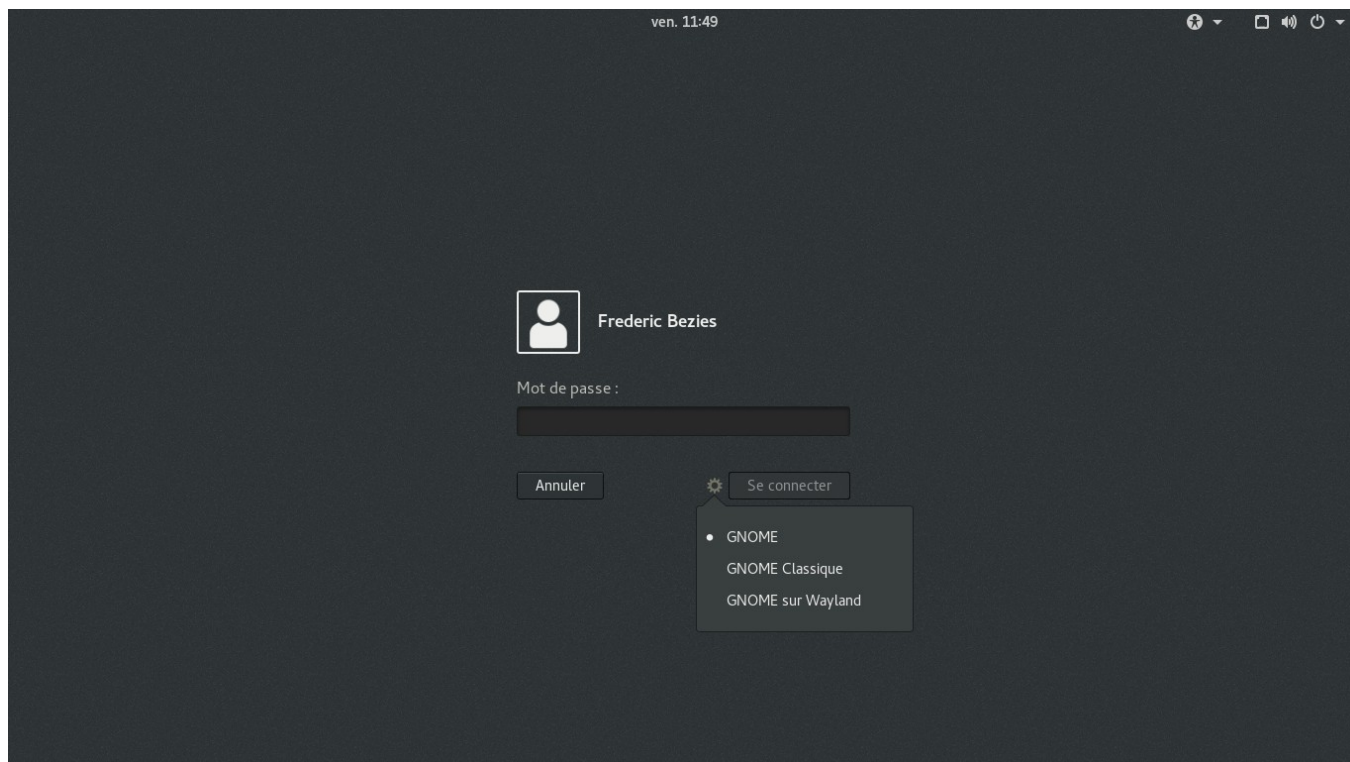 ven. 11:49
Frederic Bezies
Mot de passe :
Annuler
Se connecter
GNOME
GNOME Classique
GNOME sur Wayland